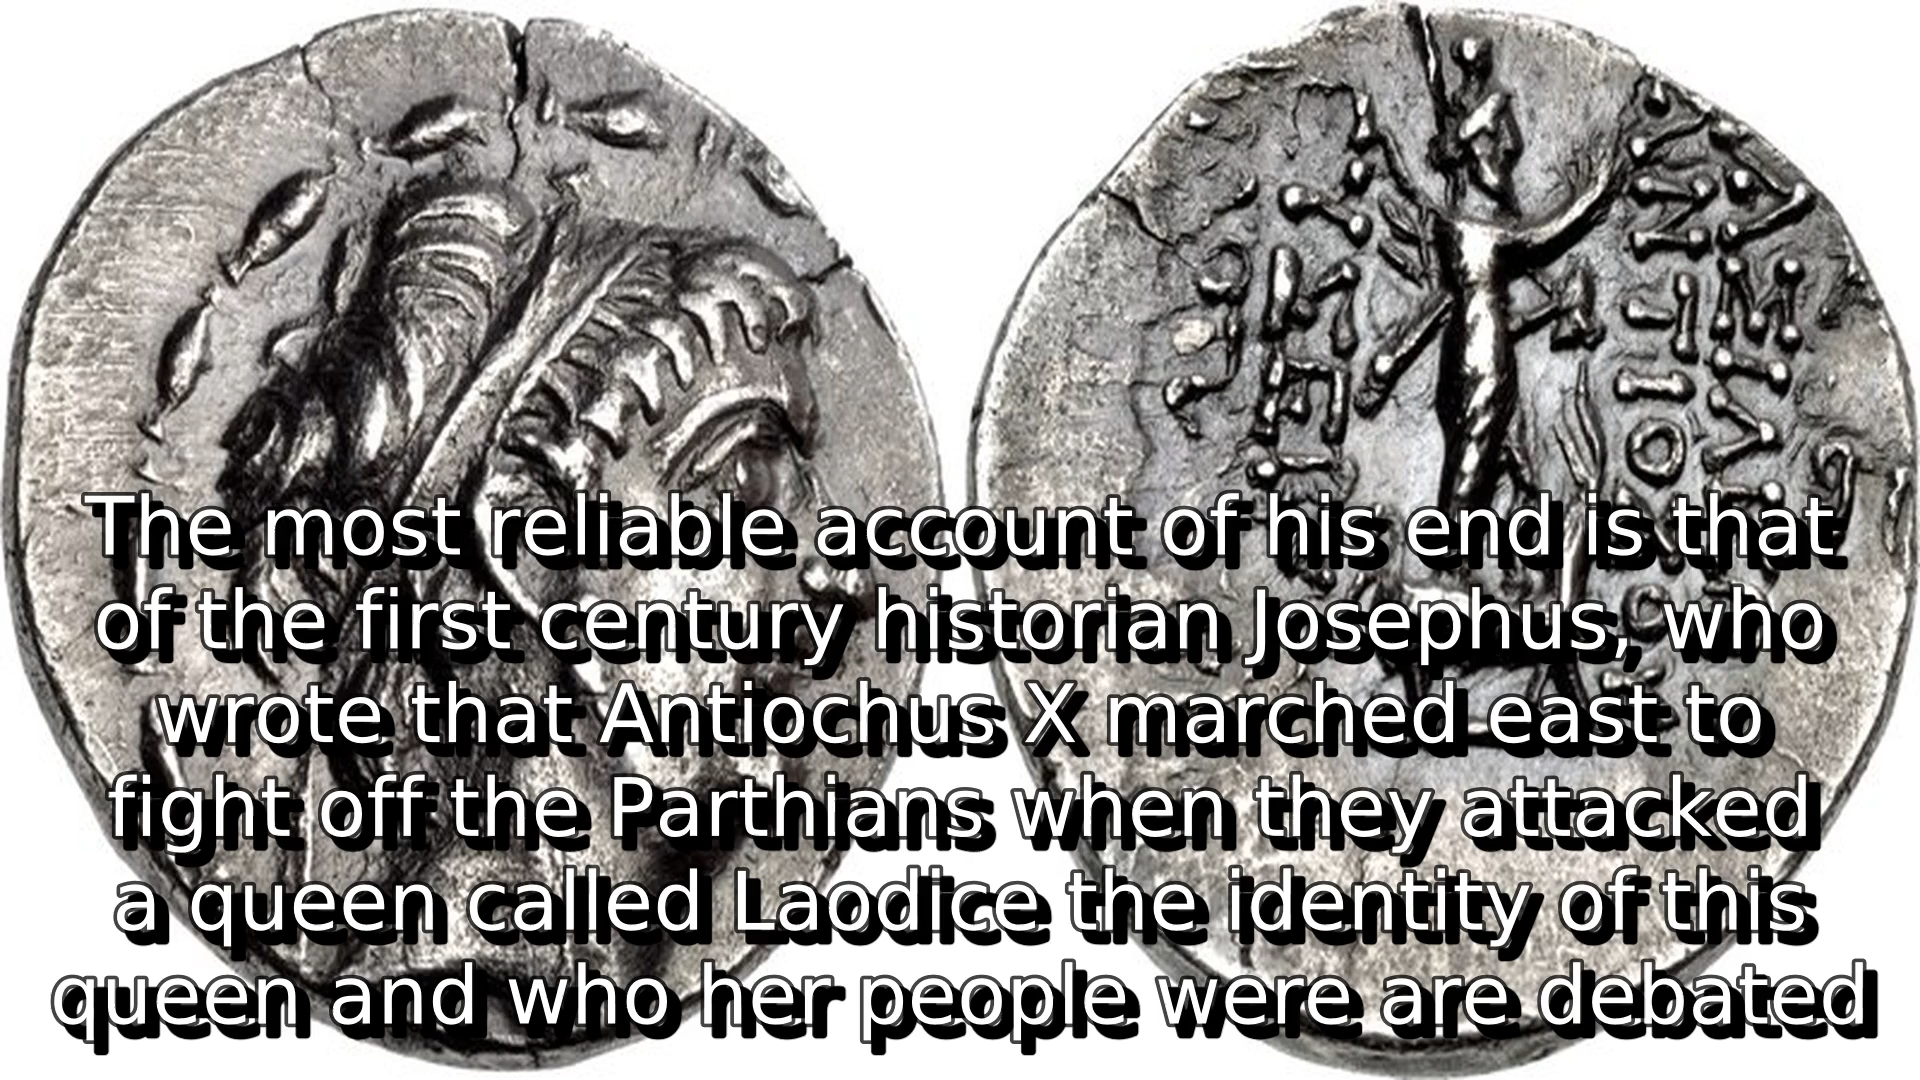 The most reliable account of his end is that
of the first century historian Josephus, who
wrote that Antiochus X marched east to
fight off the Parthians when they attacked
a queen called Laodice the identity of this
queen and who her people were are debated